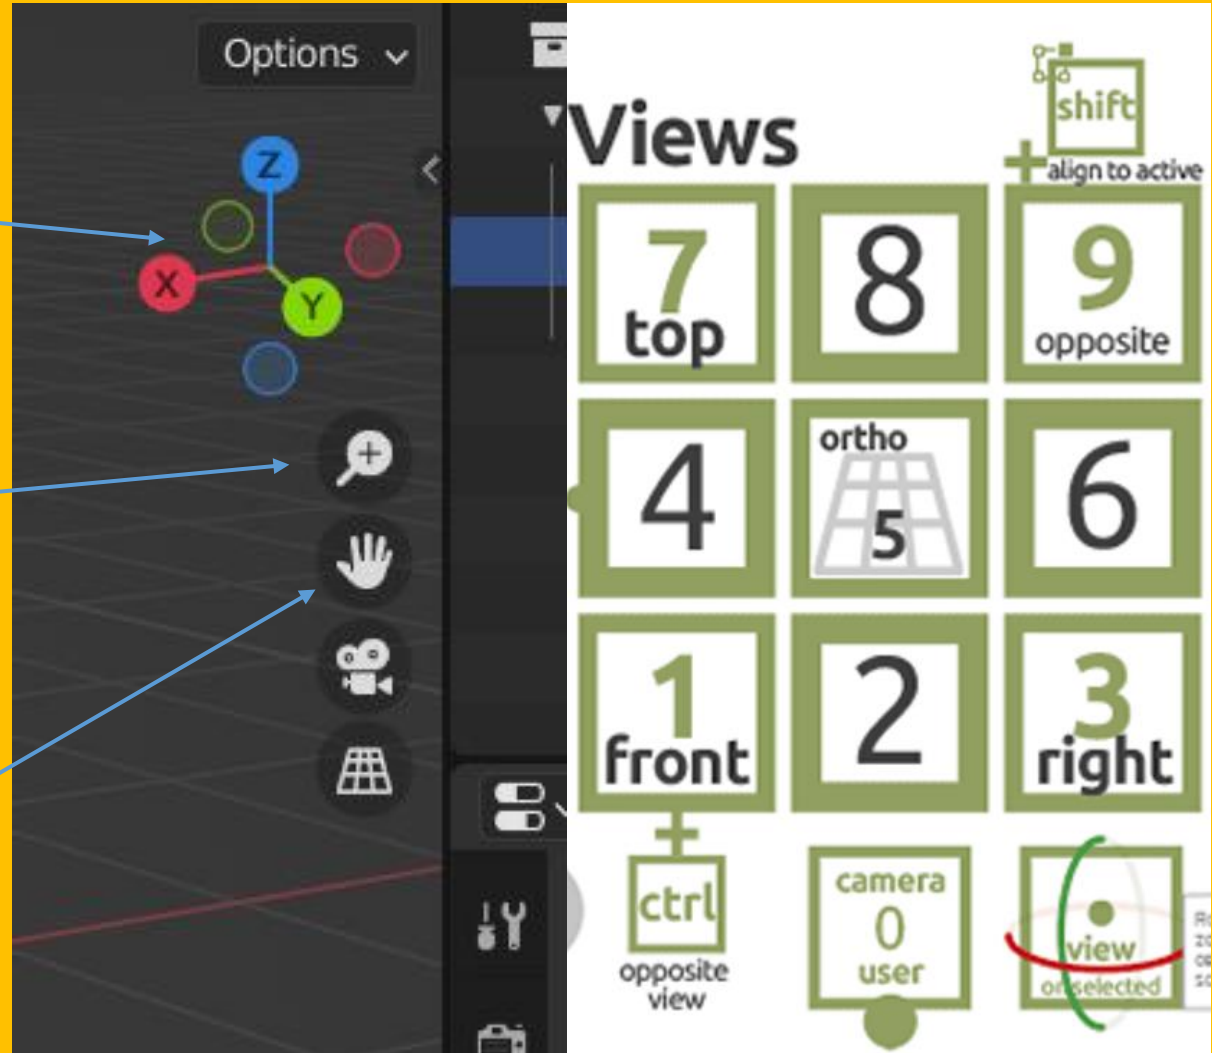 Options
Z
X
Y
Views
shift
align to active
7
top
8
9
opposite
4
ortho
5
6
1
front
2
3
right
ctrl
opposite
view
camera
0
user
view
selected